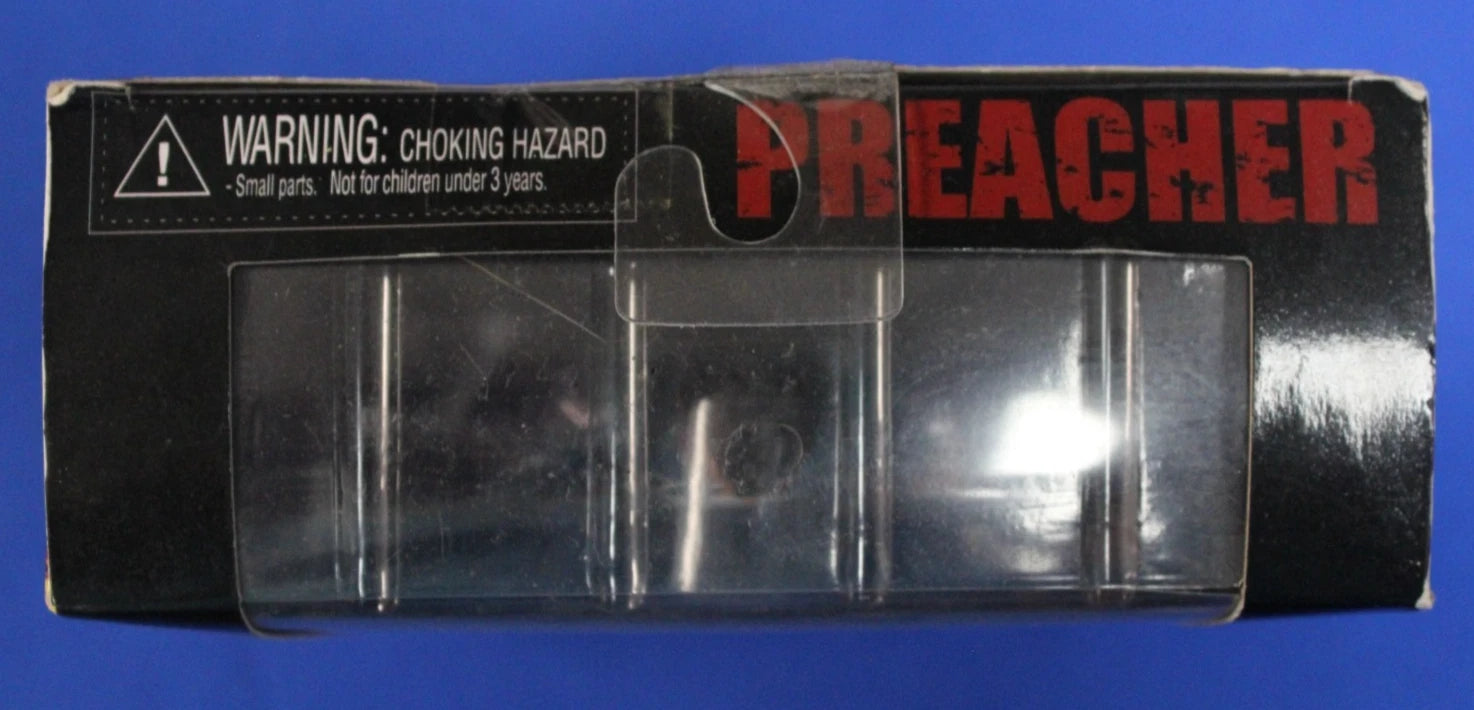 WARNING: CHOKING HAZARD
- Small parts. Not for children under 3 years.
PREACHER